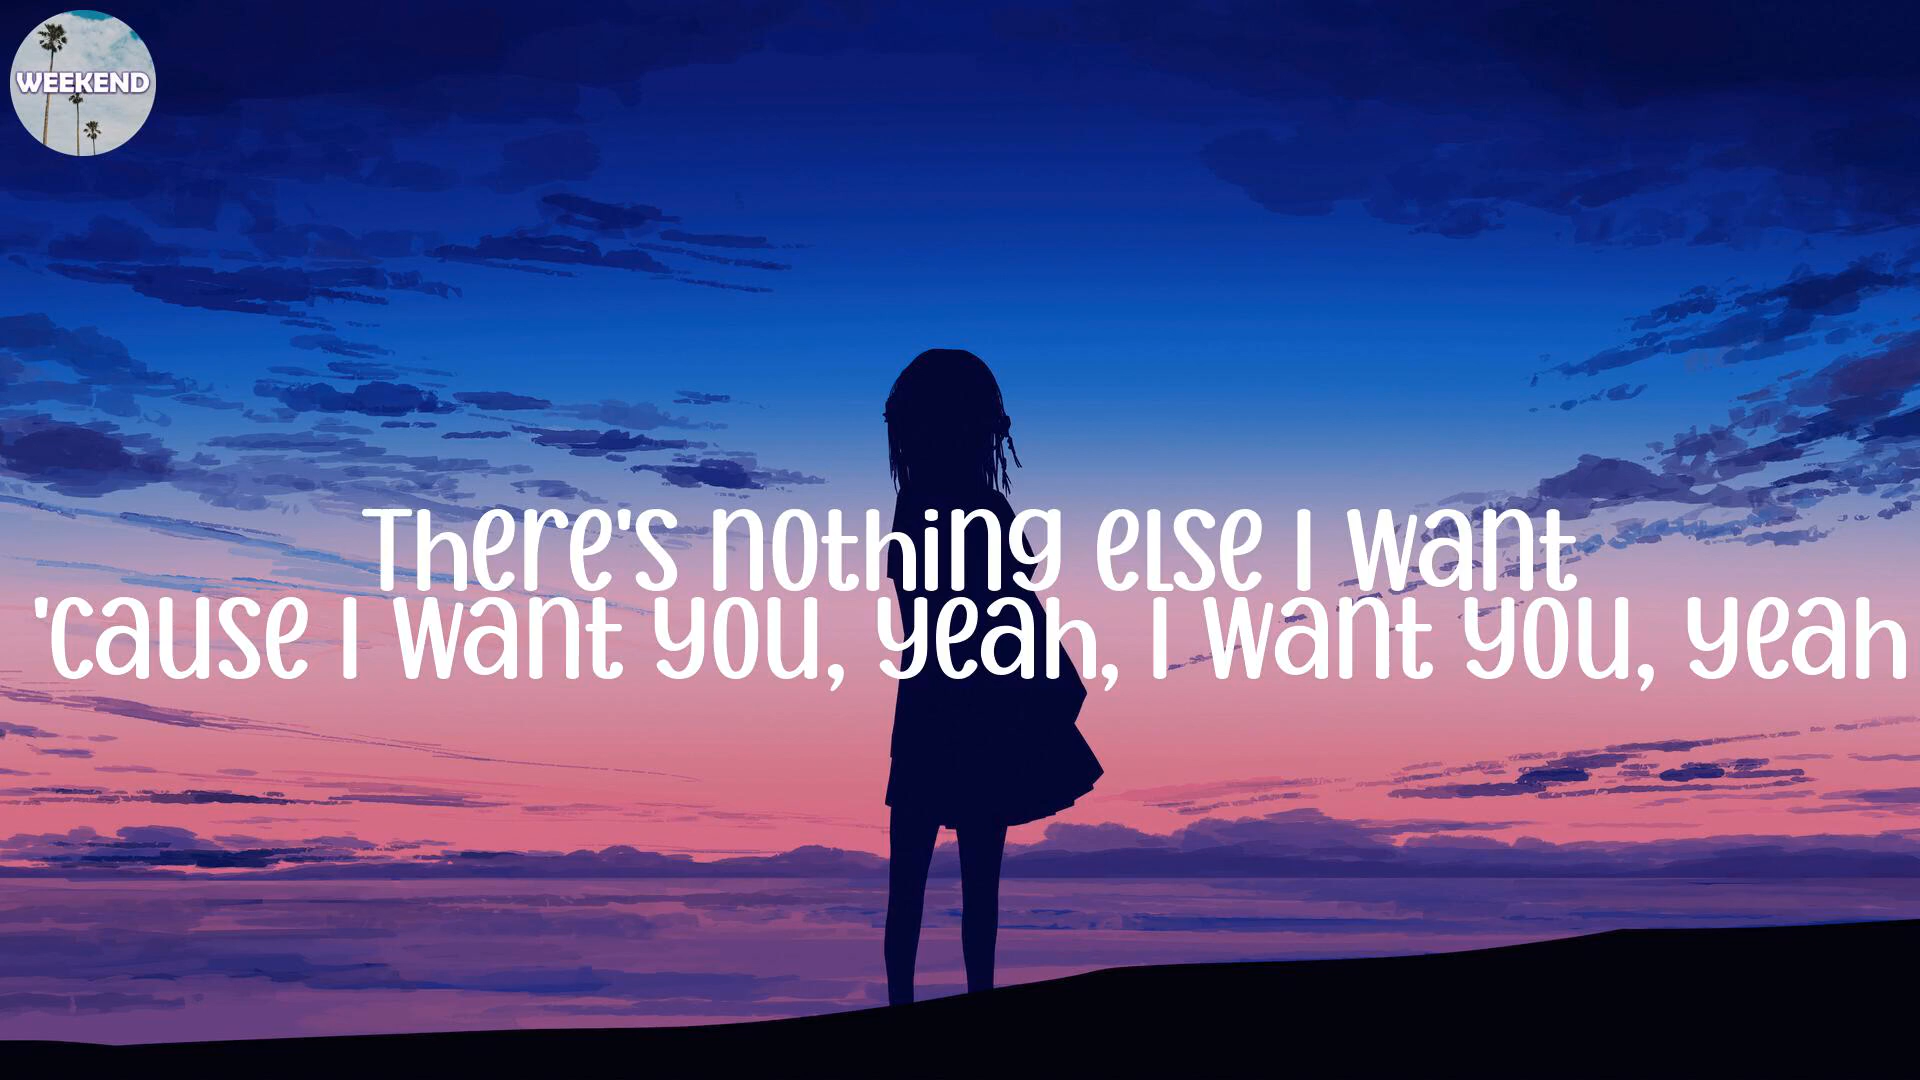 WEEKEND
There's nothing else I want
'cause I want you, yeah, I want you, yeah